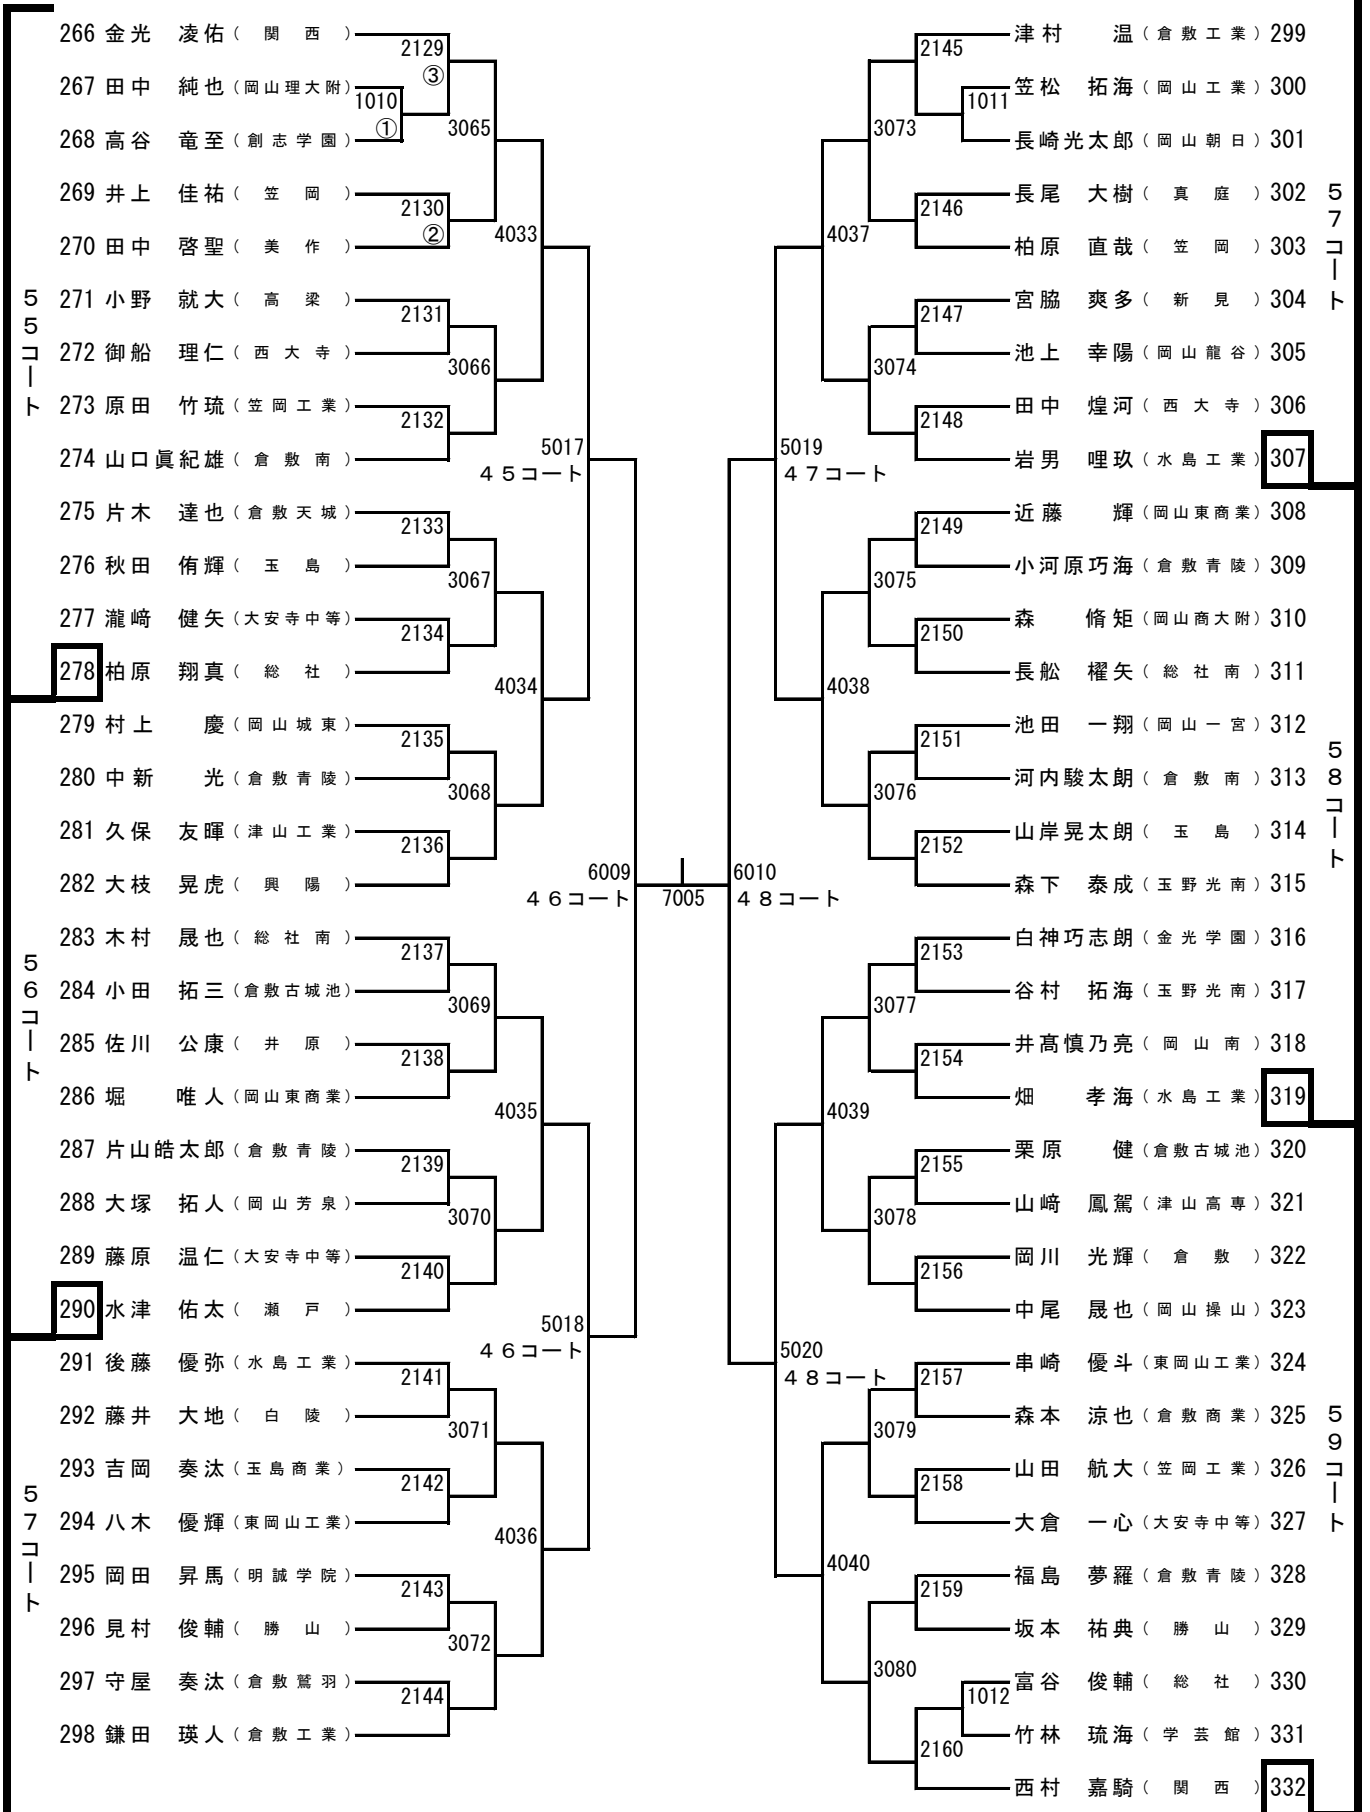 266 金光 凌佑 (関西)
267 田中 純也 (岡山理大附)
268 高谷 竜至 (創志学園)
269 井上 佳祐 (笠岡)
270 田中 啓聖 (美作)
271 小野 就大 (高梁)
272 御船 理仁 (西大寺)
273 原田 竹琉 (笠岡工業)
274 山口眞紀雄 (倉敷南)
275 片木 達也 (倉敷天城)
276 秋田 侑輝 (玉島)
277 瀧﨑 健矢 (大安寺中等)
278 柏原 翔真 (総社)
279 村上 慶 (岡山城東)
280 中新 光 (倉敷青陵)
281 久保 友暉 (津山工業)
282 大枝 晃虎 (興陽)
283 木村 晟也 (総社南)
284 小田 拓三 (倉敷古城池)
285 佐川 公康 (井原)
286 堀 唯人 (岡山東商業)
287 片山皓太郎 (倉敷青陵)
288 大塚 拓人 (岡山芳泉)
289 藤原 温仁 (大安寺中等)
290 水津 佑太 (瀬戸)
291 後藤 優弥 (水島工業)
292 藤井 大地 (白陵)
293 吉岡 奏汰 (玉島商業)
294 八木 優輝 (東岡山工業)
295 岡田 昇馬 (明誠学院)
296 見村 俊輔 (勝山)
297 守屋 奏汰 (倉敷鷲羽)
298 鎌田 瑛人 (倉敷工業)
55コート
56コート
57コート
1010
①
2129
③
2130
②
2131
2132
2133
2134
2135
2136
2137
2138
2139
2140
2141
2142
2143
2144
3065
3066
3067
3068
3069
3070
3071
3072
4033
4034
4035
4036
5017
45コート
5018
46コート
6009
46コート
7005
6010
48コート
5019
47コート
5020
48コート
4037
4038
4039
4040
3073
3074
3075
3076
3077
3078
3079
3080
2145
2146
2147
2148
2149
2150
2151
2152
2153
2154
2155
2156
2157
2158
2159
2160
1011
1012
津村 温 (倉敷工業) 299
笠松 拓海 (岡山工業) 300
長崎光太郎 (岡山朝日) 301
長尾 大樹 (真庭) 302
柏原 直哉 (笠岡) 303
宮脇 爽多 (新見) 304
池上 幸陽 (岡山龍谷) 305
田中 煌河 (西大寺) 306
岩男 哩玖 (水島工業) 307
近藤 輝 (岡山東商業) 308
小河原巧海 (倉敷青陵) 309
森 脩矩 (岡山商大附) 310
長舩 櫂矢 (総社南) 311
池田 一翔 (岡山一宮) 312
河内駿太朗 (倉敷南) 313
山岸晃太朗 (玉島) 314
森下 泰成 (玉野光南) 315
白神巧志朗 (金光学園) 316
谷村 拓海 (玉野光南) 317
井髙慎乃亮 (岡山南) 318
畑 孝海 (水島工業) 319
栗原 健 (倉敷古城池) 320
山﨑 鳳駕 (津山高専) 321
岡川 光輝 (倉敷) 322
中尾 晟也 (岡山操山) 323
串崎 優斗 (東岡山工業) 324
森本 涼也 (倉敷商業) 325
山田 航大 (笠岡工業) 326
大倉 一心 (大安寺中等) 327
福島 夢羅 (倉敷青陵) 328
坂本 祐典 (勝山) 329
富谷 俊輔 (総社) 330
竹林 琉海 (学芸館) 331
西村 嘉騎 (関西) 332
57コート
58コート
59コート